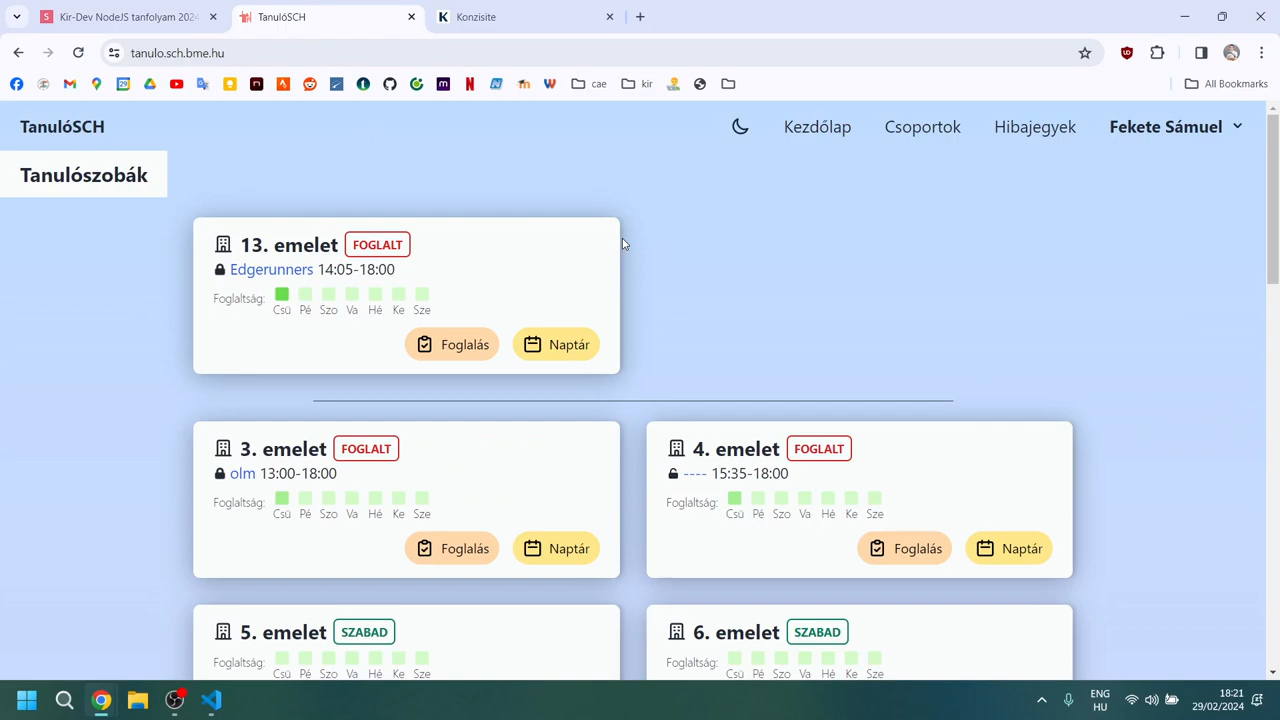 Kir-Dev NodeJS tanfolyam 2024
TanulóSCH
Konzisite
tanulo.sch.bme.hu
cae
kir
All Bookmarks
TanulóSCH
Kezdőlap
Csoportok
Hibajegyek
Fekete Sámuel
Tanulószobák
13. emelet FOGLALT
Edgerunners 14:05-18:00
Foglaltság:
Csü Pé Szo Va Hé Ke Sze
Foglalás Naptár
3. emelet FOGLALT
olm 13:00-18:00
Foglaltság:
Csü Pé Szo Va Hé Ke Sze
Foglalás Naptár
4. emelet FOGLALT
---- 15:35-18:00
Foglaltság:
Csü Pé Szo Va Hé Ke Sze
Foglalás Naptár
5. emelet SZABAD
Foglaltság:
Csü Pé Szo Va Hé Ke Sze
6. emelet SZABAD
Foglaltság:
Csü Pé Szo Va Hé Ke Sze
ENG
HU
18:21
29/02/2024